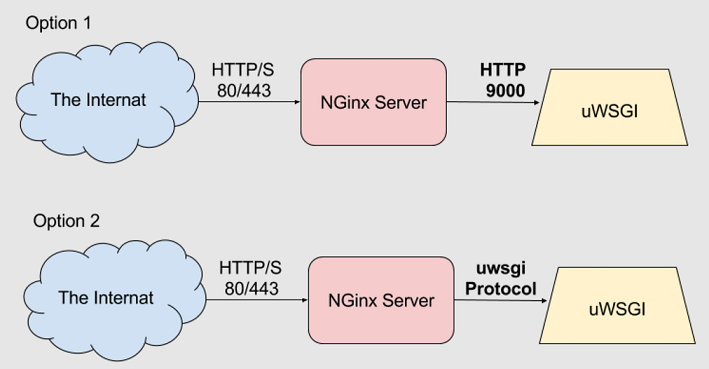 Option 1
The Internat
HTTP/S
80/443
NGinx Server
HTTP
9000
uWSGI
Option 2
The Internat
HTTP/S
80/443
NGinx Server
uwsgi
Protocol
uWSGI